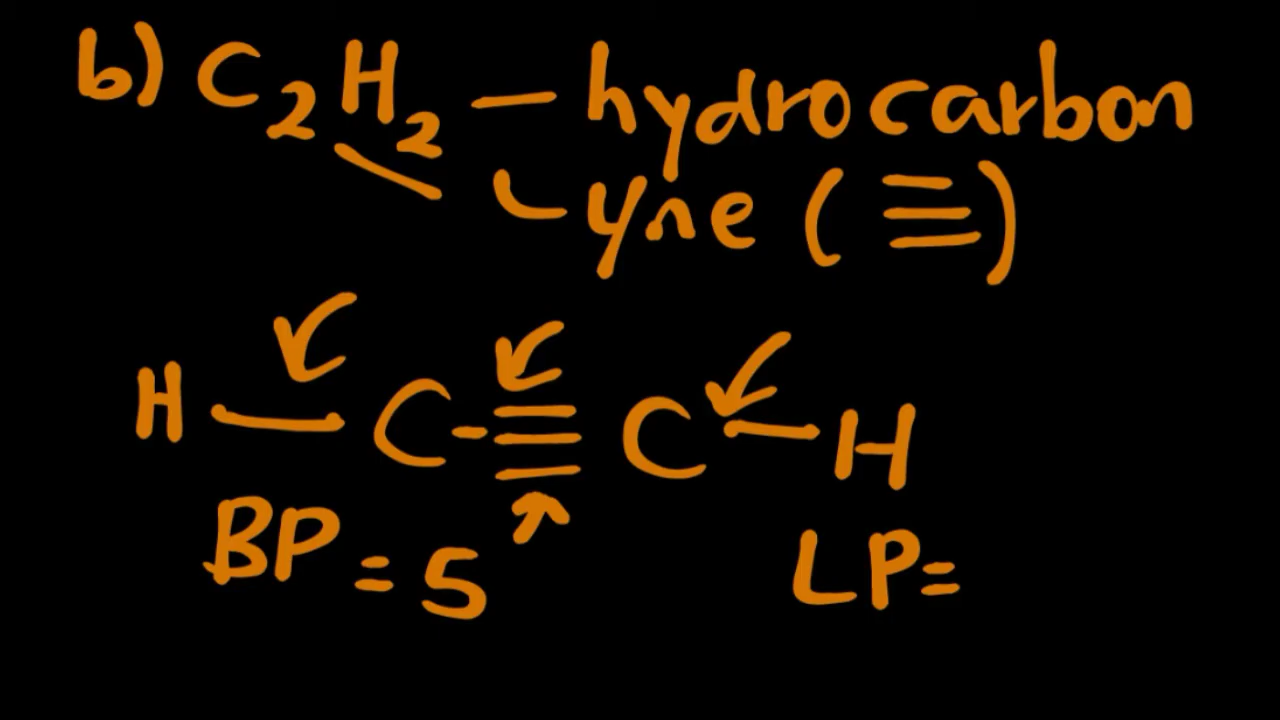 b) C₂H₂ — hydrocarbon
yne (≡)
H — C-≡ C — H
BP = 5 LP=